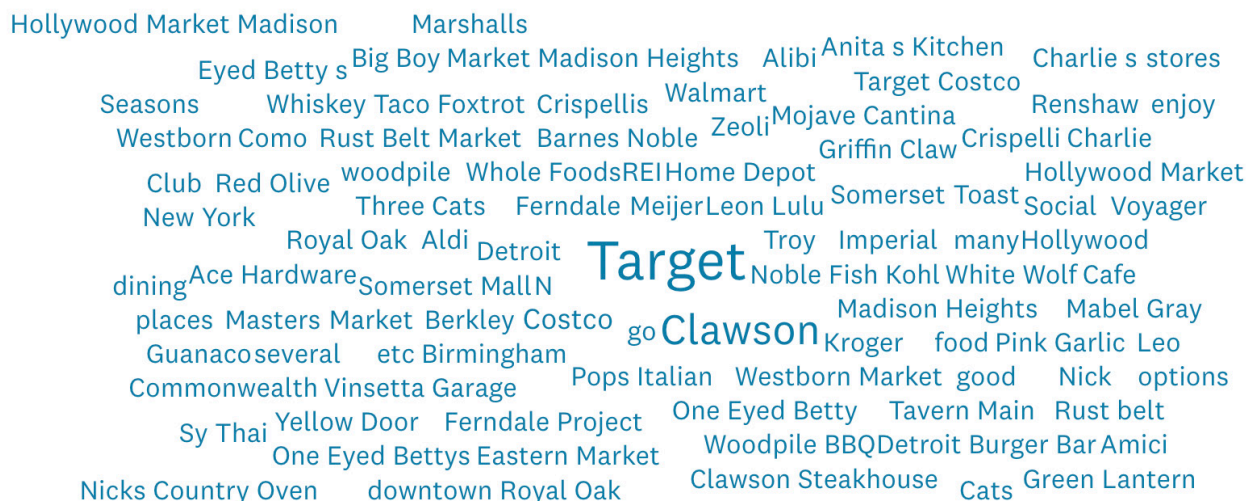 Hollywood Market Madison Marshalls
Eyed Betty s Big Boy Market Madison Heights Alibi Anita s Kitchen Charlie s stores
Target Costco
Seasons Whiskey Taco Foxtrot Crispellis Walmart Renshaw enjoy
Westborn Como Rust Belt Market Barnes Noble Zeoli Mojave Cantina Crispelli Charlie
Griffin Claw
Club Red Olive woodpile Whole Foods REI Home Depot Hollywood Market
New York Three Cats Ferndale Meijer Leon Lulu Somerset Toast Social Voyager
Royal Oak Aldi Detroit Target Troy Imperial many Hollywood
dining Ace Hardware Somerset Mall N Noble Fish Kohl White Wolf Cafe
Madison Heights Mabel Gray
places Masters Market Berkley Costco go Clawson Kroger food Pink Garlic Leo
Guanaco several etc Birmingham
Commonwealth Vinsetta Garage Pops Italian Westborn Market good Nick options
Sy Thai Yellow Door Ferndale Project One Eyed Betty Tavern Main Rust belt
One Eyed Bettys Eastern Market Woodpile BBQ Detroit Burger Bar Amici
Nicks Country Oven downtown Royal Oak Clawson Steakhouse Cats Green Lantern